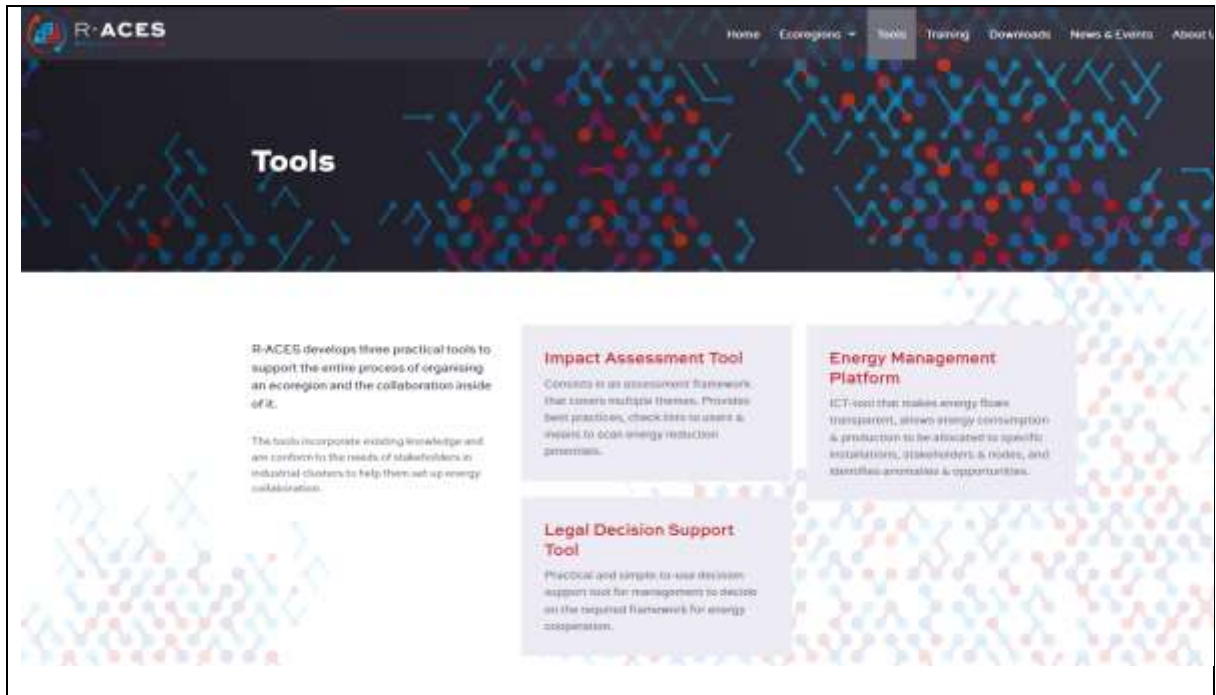 R-ACES
Home Ecoregions Tools Training Downloads News & Events About U
Tools
R-ACES develops three practical tools to
support the entire process of organising
an ecoregion and the collaboration inside
of it.
The tools incorporate existing knowledge and
are conform to the needs of stakeholders in
industrial clusters to help them set up energy
collaboration.
Impact Assessment Tool
Consists in an assessment framework
that covers multiple themes. Provides
best practices, check lists to users &
means to scan energy reduction
potentials.
Energy Management
Platform
ICT-tool that makes energy flows
transparent, allows energy consumption
& production to be allocated to specific
installations, stakeholders & nodes, and
identifies anomalies & opportunities.
Legal Decision Support
Tool
Practical and simple-to-use decision
support tool for management to decide
on the required framework for energy
cooperation.